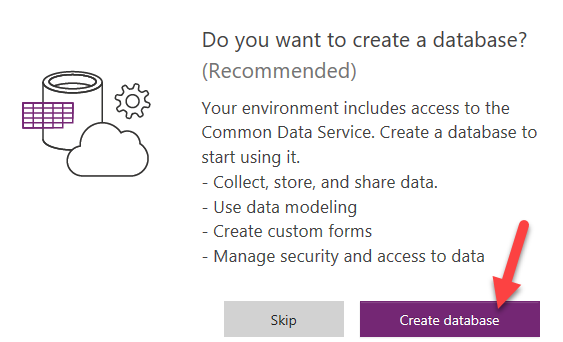 Do you want to create a database?
(Recommended)
Your environment includes access to the
Common Data Service. Create a database to
start using it.
- Collect, store, and share data.
- Use data modeling
- Create custom forms
- Manage security and access to data
Skip
Create database